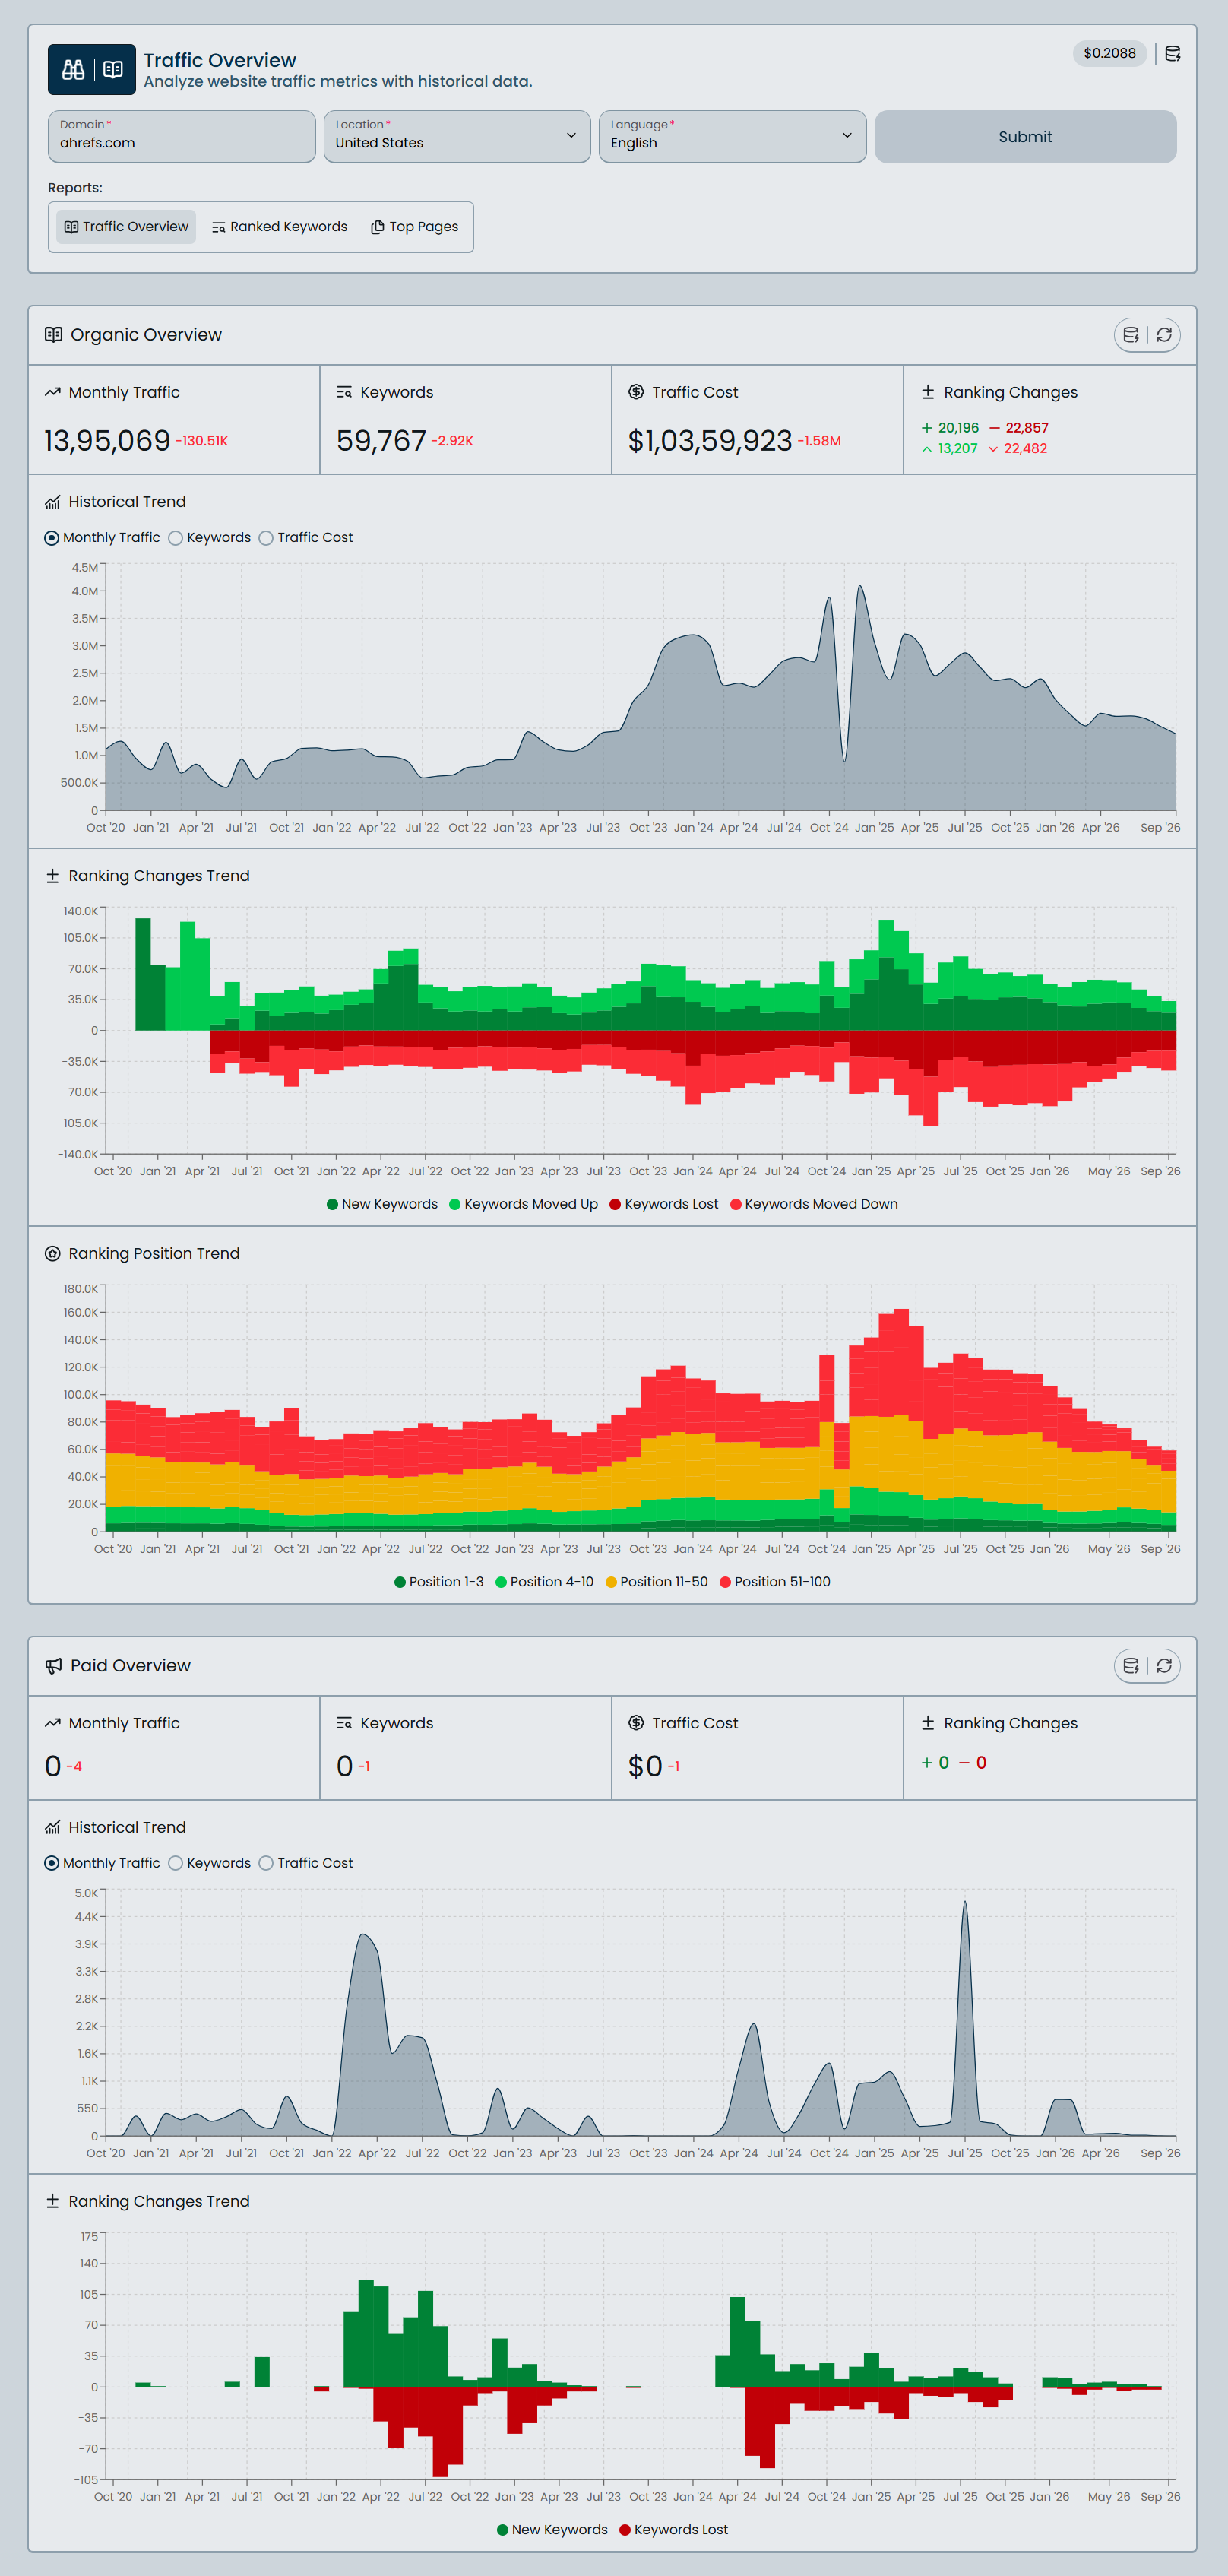 Traffic Overview
Analyze website traffic metrics with historical data.
$0.2088
Domain *
ahrefs.com
Location *
United States
Language *
English
Submit
Reports:
Traffic Overview Ranked Keywords Top Pages
Organic Overview
Monthly Traffic
13,95,069 -130.51K
Keywords
59,767 -2.92K
Traffic Cost
$1,03,59,923 -1.58M
Ranking Changes
+ 20,196 − 22,857
13,207 22,482
Historical Trend
Monthly Traffic Keywords Traffic Cost
4.5M
4.0M
3.5M
3.0M
2.5M
2.0M
1.5M
1.0M
500.0K
0
Oct '20 Jan '21 Apr '21 Jul '21 Oct '21 Jan '22 Apr '22 Jul '22 Oct '22 Jan '23 Apr '23 Jul '23 Oct '23 Jan '24 Apr '24 Jul '24 Oct '24 Jan '25 Apr '25 Jul '25 Oct '25 Jan '26 Apr '26 Sep '26
Ranking Changes Trend
140.0K
105.0K
70.0K
35.0K
0
-35.0K
-70.0K
-105.0K
-140.0K
Oct '20 Jan '21 Apr '21 Jul '21 Oct '21 Jan '22 Apr '22 Jul '22 Oct '22 Jan '23 Apr '23 Jul '23 Oct '23 Jan '24 Apr '24 Jul '24 Oct '24 Jan '25 Apr '25 Jul '25 Oct '25 Jan '26 May '26 Sep '26
New Keywords Keywords Moved Up Keywords Lost Keywords Moved Down
Ranking Position Trend
180.0K
160.0K
140.0K
120.0K
100.0K
80.0K
60.0K
40.0K
20.0K
0
Oct '20 Jan '21 Apr '21 Jul '21 Oct '21 Jan '22 Apr '22 Jul '22 Oct '22 Jan '23 Apr '23 Jul '23 Oct '23 Jan '24 Apr '24 Jul '24 Oct '24 Jan '25 Apr '25 Jul '25 Oct '25 Jan '26 May '26 Sep '26
Position 1-3 Position 4-10 Position 11-50 Position 51-100
Paid Overview
Monthly Traffic
0 -4
Keywords
0 -1
Traffic Cost
$0 -1
Ranking Changes
+ 0 − 0
Historical Trend
Monthly Traffic Keywords Traffic Cost
5.0K
4.4K
3.9K
3.3K
2.8K
2.2K
1.6K
1.1K
550
0
Oct '20 Jan '21 Apr '21 Jul '21 Oct '21 Jan '22 Apr '22 Jul '22 Oct '22 Jan '23 Apr '23 Jul '23 Oct '23 Jan '24 Apr '24 Jul '24 Oct '24 Jan '25 Apr '25 Jul '25 Oct '25 Jan '26 Apr '26 Sep '26
Ranking Changes Trend
175
140
105
70
35
0
-35
-70
-105
Oct '20 Jan '21 Apr '21 Jul '21 Oct '21 Jan '22 Apr '22 Jul '22 Oct '22 Jan '23 Apr '23 Jul '23 Oct '23 Jan '24 Apr '24 Jul '24 Oct '24 Jan '25 Apr '25 Jul '25 Oct '25 Jan '26 May '26 Sep '26
New Keywords Keywords Lost